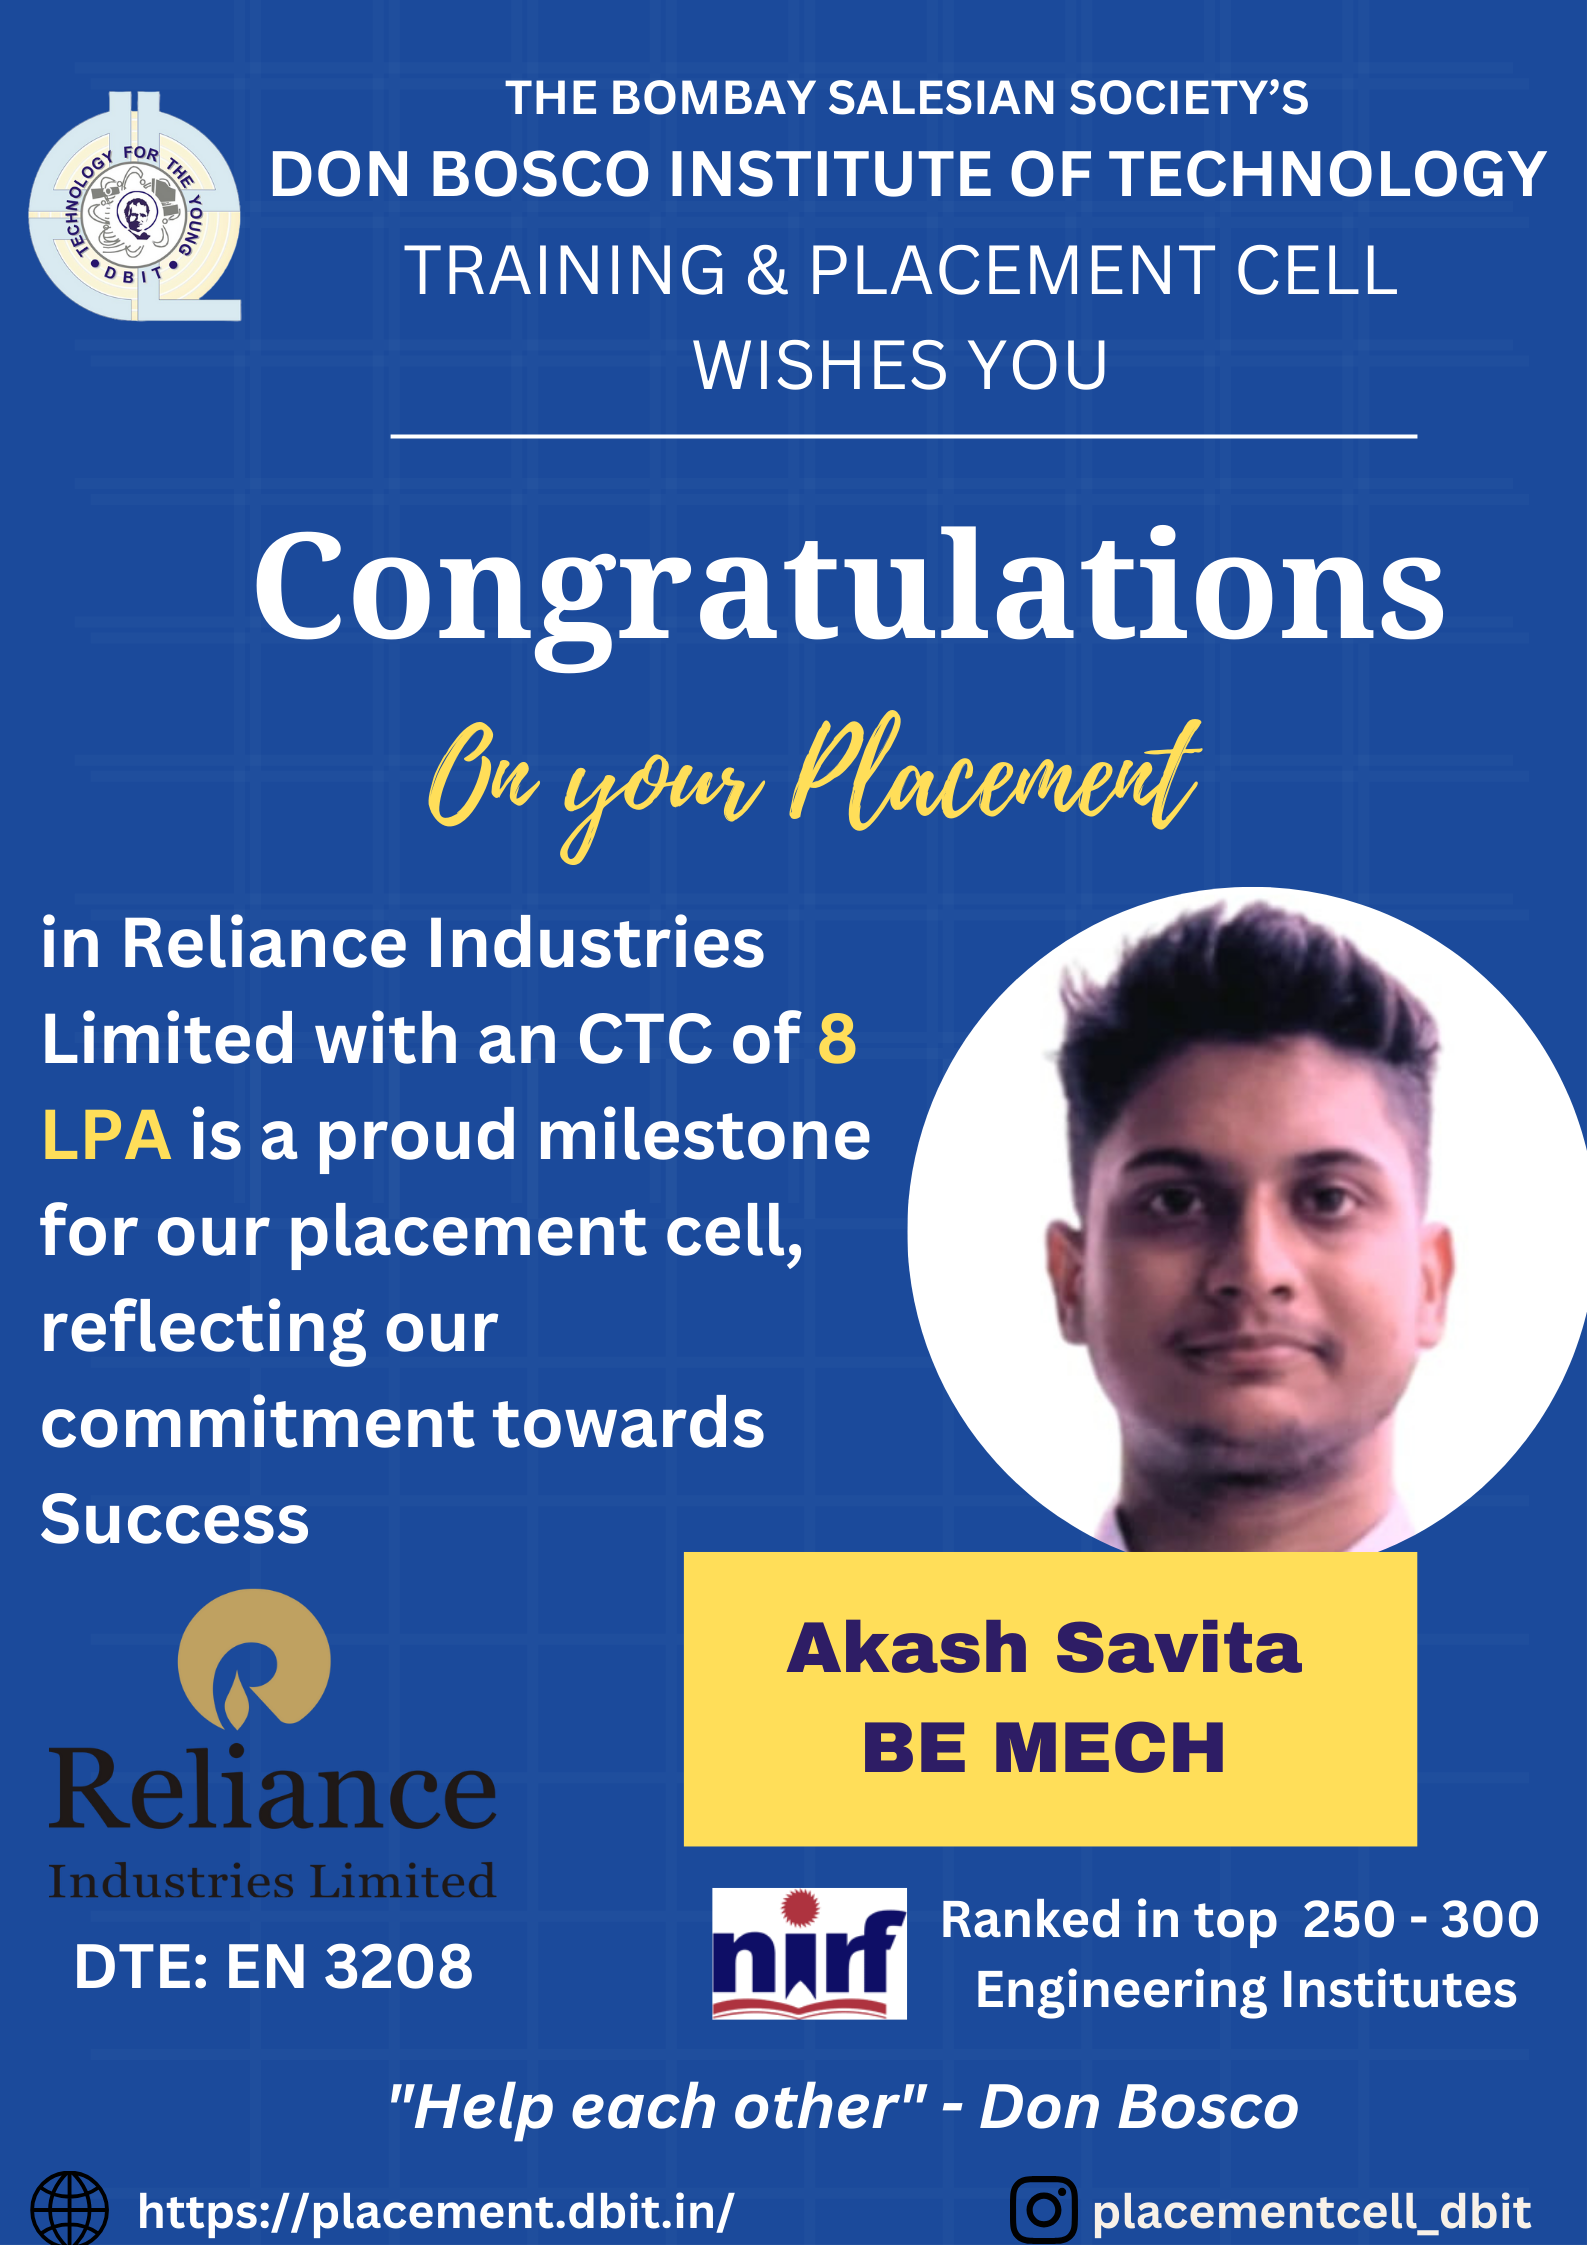 THE BOMBAY SALESIAN SOCIETY’S
DON BOSCO INSTITUTE OF TECHNOLOGY
TRAINING & PLACEMENT CELL
WISHES YOU
TECHNOLOGY FOR THE YOUNG
• DBIT •
Congratulations
On your Placement
in Reliance Industries
Limited with an CTC of 8
LPA is a proud milestone
for our placement cell,
reflecting our
commitment towards
Success
Akash Savita
BE MECH
Reliance
Industries Limited
DTE: EN 3208
nirf
Ranked in top 250 - 300
Engineering Institutes
"Help each other" - Don Bosco
https://placement.dbit.in/
placementcell_dbit